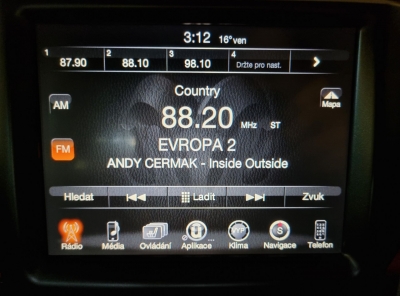 3:12 16°ven
1 2 3 4
87.90 88.10 98.10 Držte pro nast.
Country
AM 88.20 MHz ST Mapa
FM EVROPA 2
ANDY CERMAK - Inside Outside
Hledat Ladit Zvuk
Rádio Média Ovládání Aplikace Klima Navigace Telefon